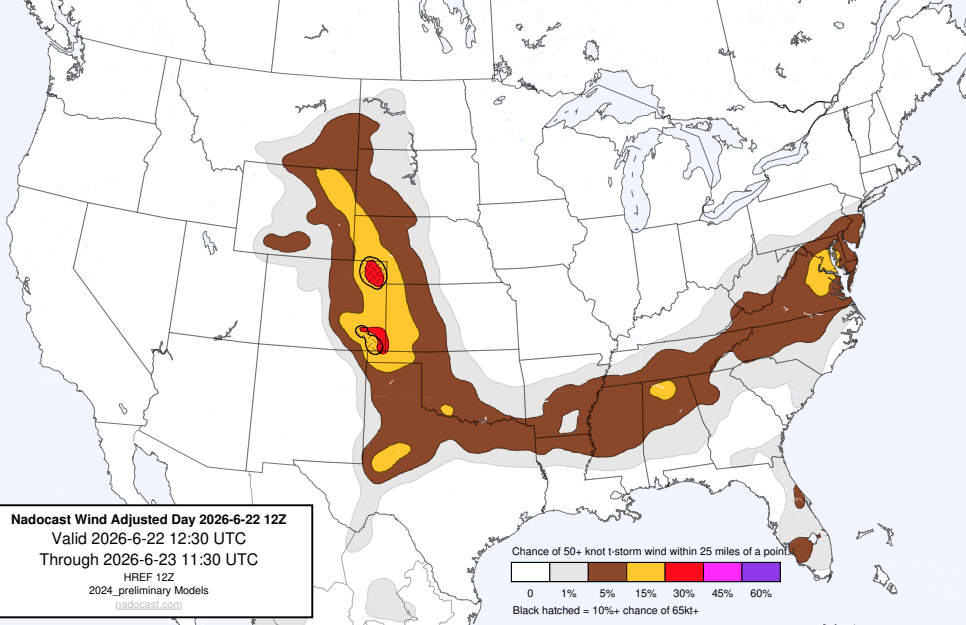 Nadocast Wind Adjusted Day 2026-6-22 12Z
Valid 2026-6-22 12:30 UTC
Through 2026-6-23 11:30 UTC
HREF 12Z
2024_preliminary Models
nadocast.com
Chance of 50+ knot t-storm wind within 25 miles of a point.
0 1% 5% 15% 30% 45% 60%
Black hatched = 10%+ chance of 65kt+